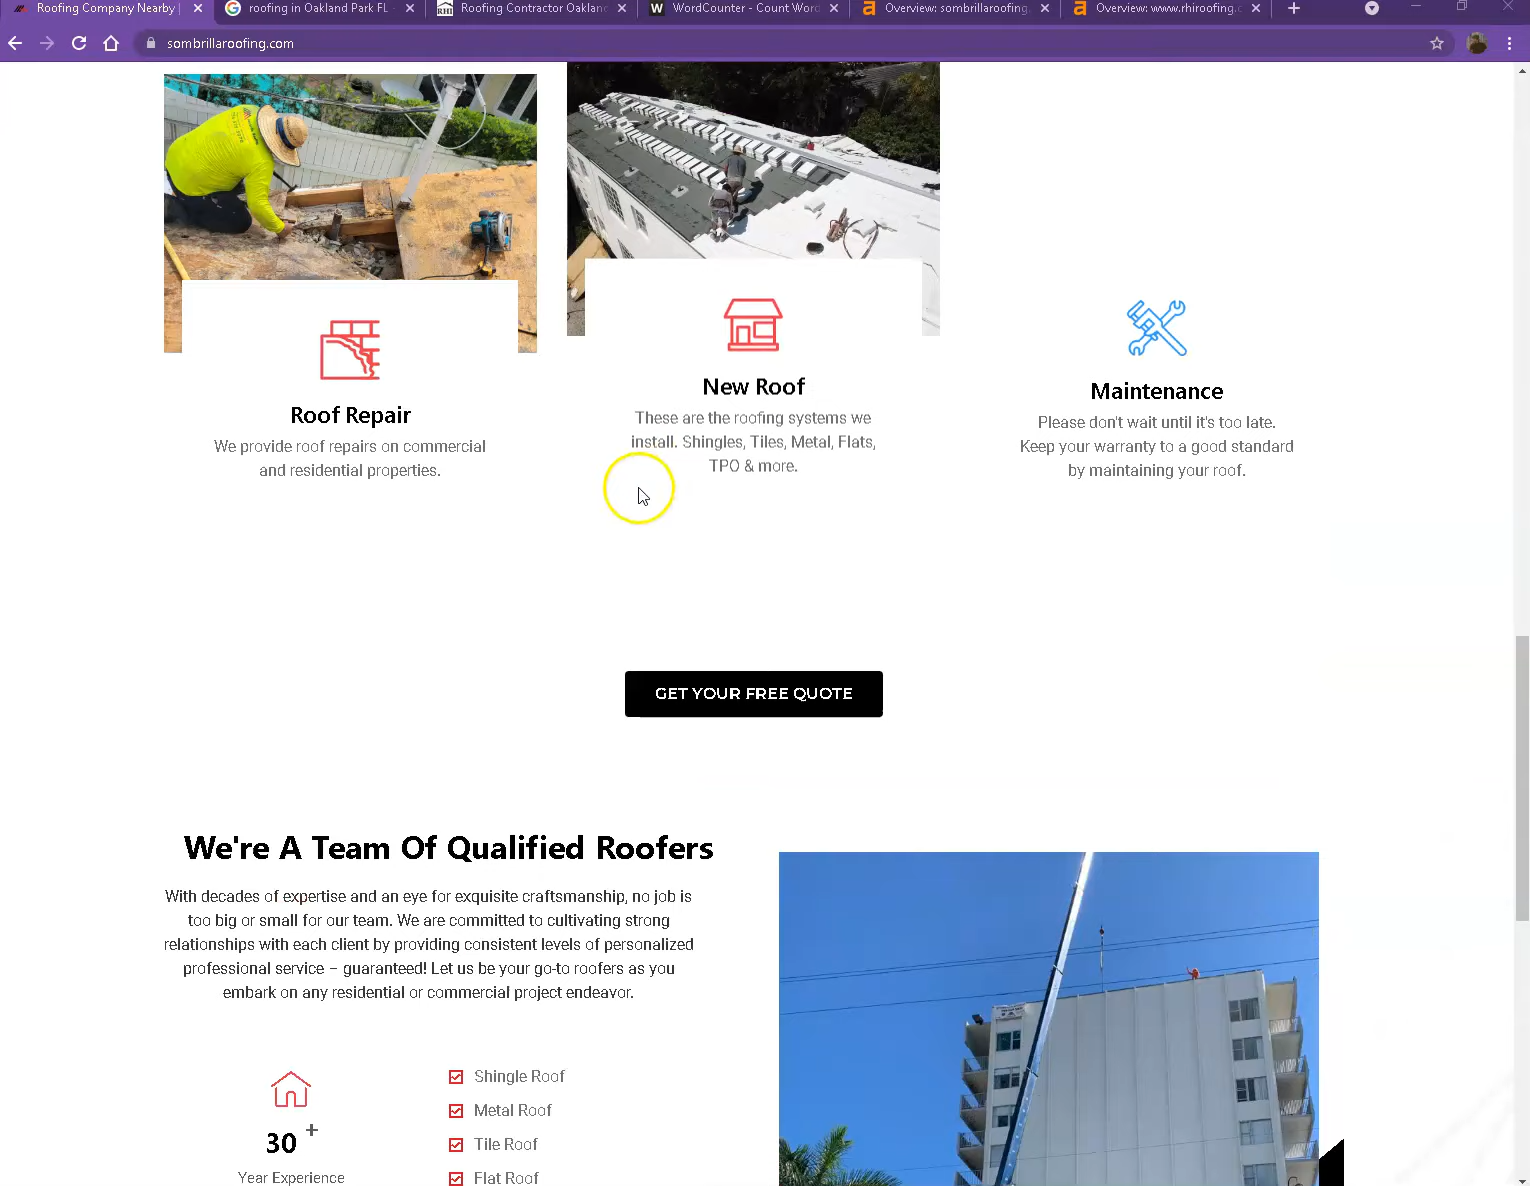 Roofing Company Nearby |
roofing in Oakland Park FL -
RHI
Roofing Contractor Oakland
W
WordCounter - Count Word
a
Overview: sombrillaroofing.
a
Overview: www.rhiroofing.c
sombrillaroofing.com
Roof Repair
We provide roof repairs on commercial
and residential properties.
New Roof
These are the roofing systems we
install. Shingles, Tiles, Metal, Flats,
TPO & more.
Maintenance
Please don't wait until it's too late.
Keep your warranty to a good standard
by maintaining your roof.
GET YOUR FREE QUOTE
We're A Team Of Qualified Roofers
With decades of expertise and an eye for exquisite craftsmanship, no job is
too big or small for our team. We are committed to cultivating strong
relationships with each client by providing consistent levels of personalized
professional service – guaranteed! Let us be your go-to roofers as you
embark on any residential or commercial project endeavor.
30 +
Year Experience
Shingle Roof
Metal Roof
Tile Roof
Flat Roof